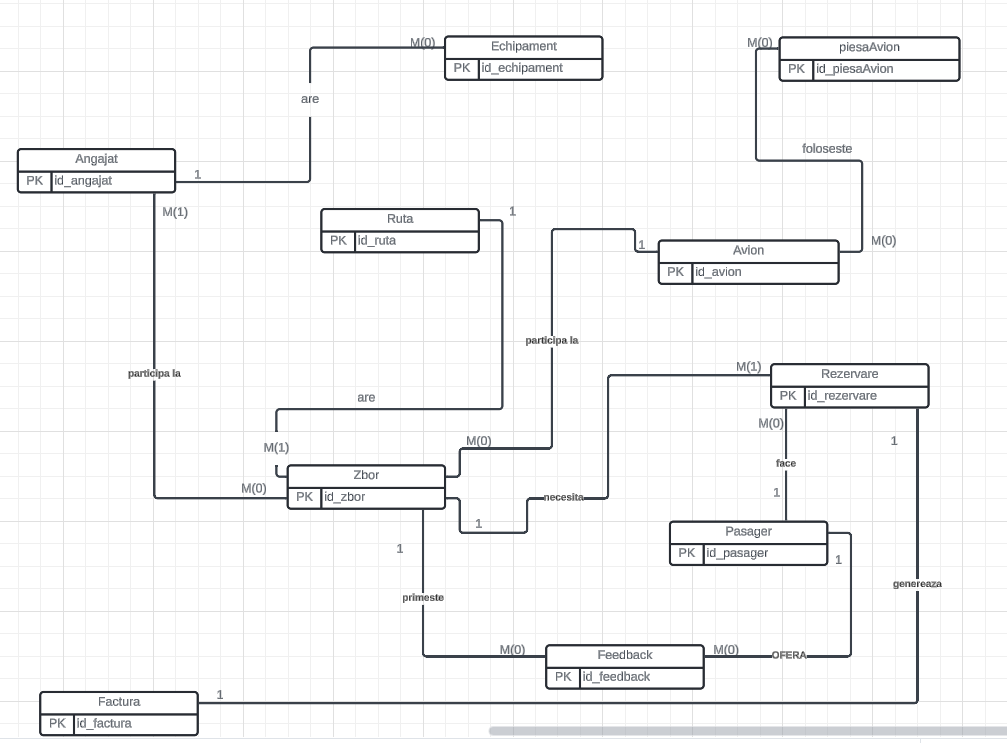 M(0)
Echipament
PK id_echipament
M(0)
piesaAvion
PK id_piesaAvion
are
foloseste
Angajat
PK id_angajat
1
M(1)
Ruta
PK id_ruta
1
1
Avion
PK id_avion
M(0)
participa la
participa la
M(1)
Rezervare
PK id_rezervare
are
M(0)
1
M(1)
M(0)
face
Zbor
PK id_zbor
M(0)
necesita
1
1
Pasager
PK id_pasager
1
1
genereaza
primeste
M(0)
Feedback
PK id_feedback
M(0)
OFERA
Factura
PK id_factura
1